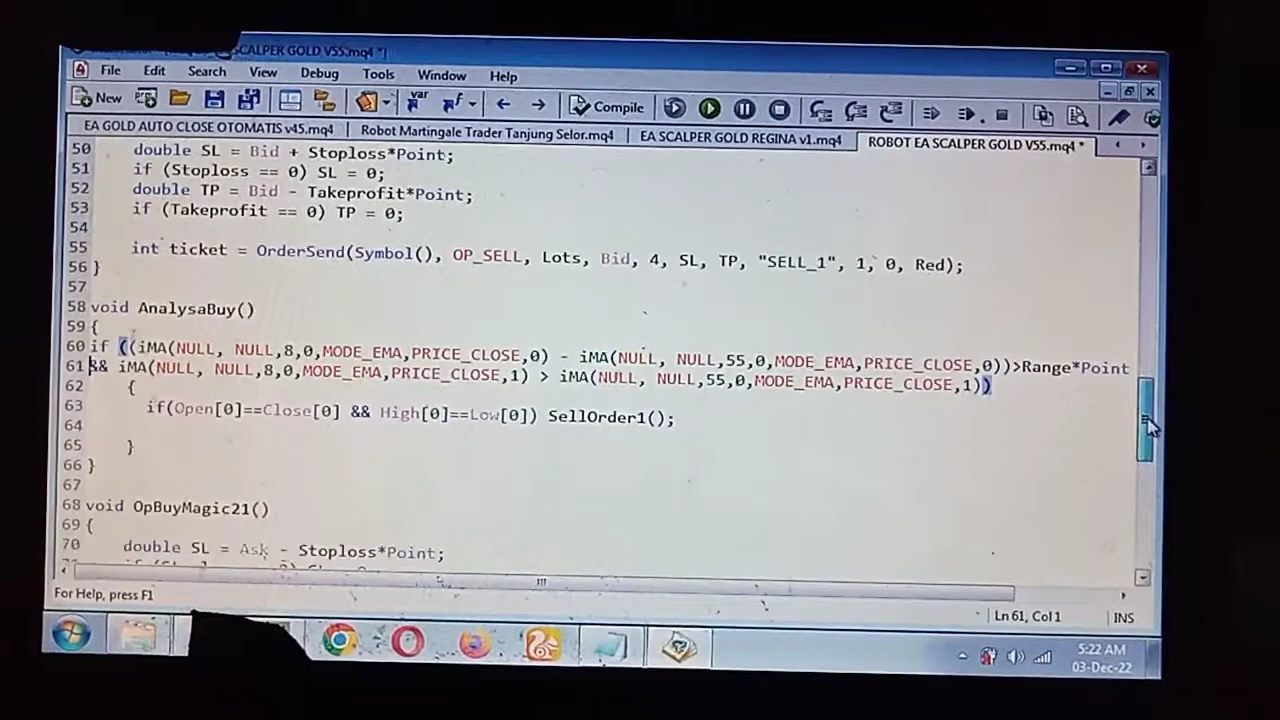 SCALPER GOLD V55.mq4 *]
File Edit Search View Debug Tools Window Help
New var Compile
EA GOLD AUTO CLOSE OTOMATIS v45.mq4 Robot Martingale Trader Tanjung Selor.mq4 EA SCALPER GOLD REGINA v1.mq4 ROBOT EA SCALPER GOLD V55.mq4 *
50 double SL = Bid + Stoploss*Point;
51 if (Stoploss == 0) SL = 0;
52 double TP = Bid - Takeprofit*Point;
53 if (Takeprofit == 0) TP = 0;
54
55 int ticket = OrderSend(Symbol(), OP_SELL, Lots, Bid, 4, SL, TP, "SELL_1", 1, 0, Red);
56 }
57
58 void AnalysaBuy()
59 {
60 if ((iMA(NULL, NULL,8,0,MODE_EMA,PRICE_CLOSE,0) - iMA(NULL, NULL,55,0,MODE_EMA,PRICE_CLOSE,0))>Range*Point
61 && iMA(NULL, NULL,8,0,MODE_EMA,PRICE_CLOSE,1) > iMA(NULL, NULL,55,0,MODE_EMA,PRICE_CLOSE,1))
62 {
63 if(Open[0]==Close[0] && High[0]==Low[0]) SellOrder1();
64
65 }
66 }
67
68 void OpBuyMagic21()
69 {
70 double SL = Ask - Stoploss*Point;
For Help, press F1
Ln 61, Col 1 INS
5:22 AM
03-Dec-22